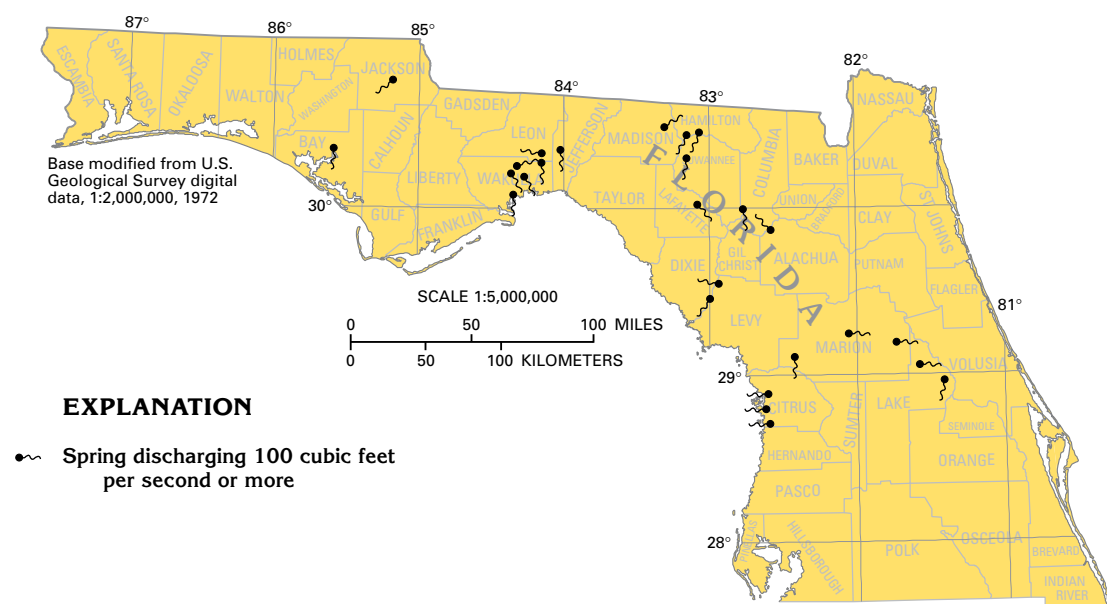 87°
86°
85°
84°
83°
82°
81°
30°
29°
28°
ESCAMBIA
SANTA ROSA
OKALOOSA
WALTON
HOLMES
WASHINGTON
JACKSON
BAY
CALHOUN
GULF
LIBERTY
GADSDEN
FRANKLIN
LEON
WAK
JEFFERSON
MADISON
TAYLOR
HAMILTON
UWANNEE
LAFAYETTE
DIXIE
COLUMBIA
GIL
CHRIST
BAKER
UNION
BRADFORD
ALACHUA
LEVY
NASSAU
DUVAL
CLAY
ST JOHNS
PUTNAM
FLAGLER
MARION
VOLUSIA
CITRUS
SUMTER
LAKE
SEMINOLE
HERNANDO
ORANGE
PASCO
PINELLAS
HILLSBOROUGH
POLK
OSCEOLA
BREVARD
INDIAN
RIVER
FLORIDA
Base modified from U.S.
Geological Survey digital
data, 1:2,000,000, 1972
SCALE 1:5,000,000
0 50 100 MILES
0 50 100 KILOMETERS
EXPLANATION
Spring discharging 100 cubic feet
per second or more